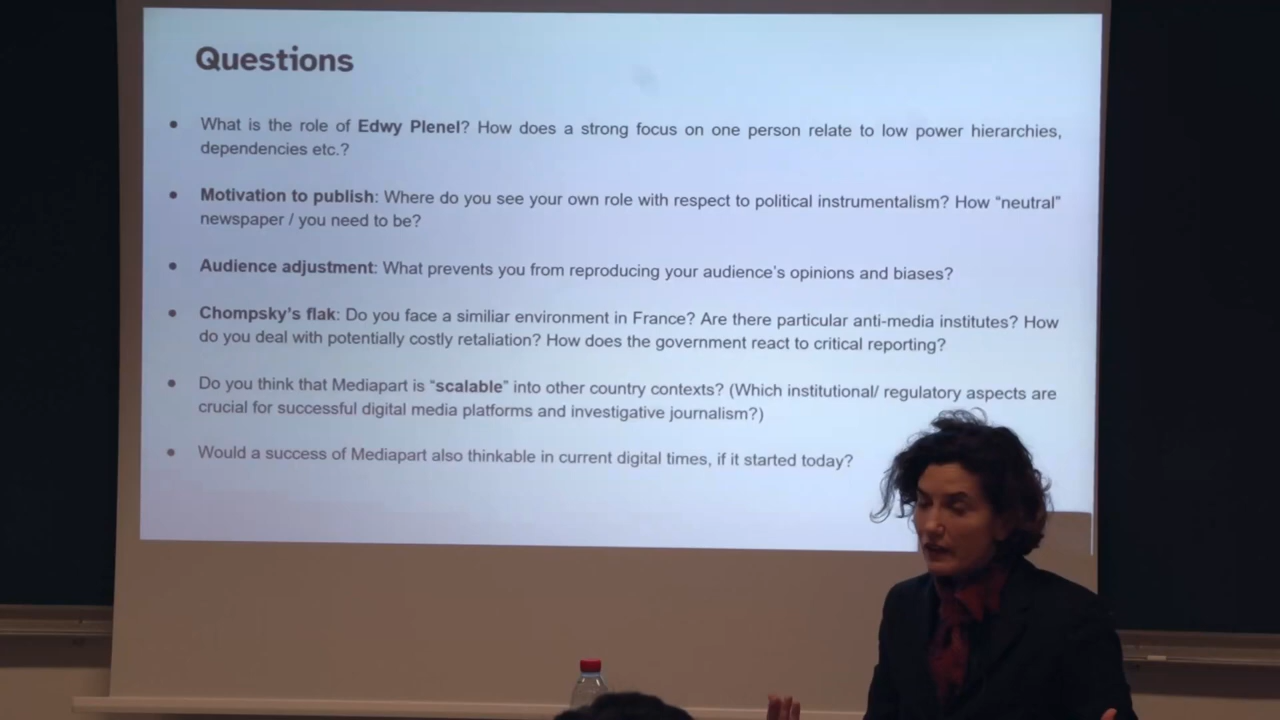 Questions
• What is the role of Edwy Plenel? How does a strong focus on one person relate to low power hierarchies,
dependencies etc.?
• Motivation to publish: Where do you see your own role with respect to political instrumentalism? How “neutral”
newspaper / you need to be?
• Audience adjustment: What prevents you from reproducing your audience's opinions and biases?
• Chompsky's flak: Do you face a similiar environment in France? Are there particular anti-media institutes? How
do you deal with potentially costly retaliation? How does the government react to critical reporting?
• Do you think that Mediapart is “scalable” into other country contexts? (Which institutional/ regulatory aspects are
crucial for successful digital media platforms and investigative journalism?)
• Would a success of Mediapart also thinkable in current digital times, if it started today?